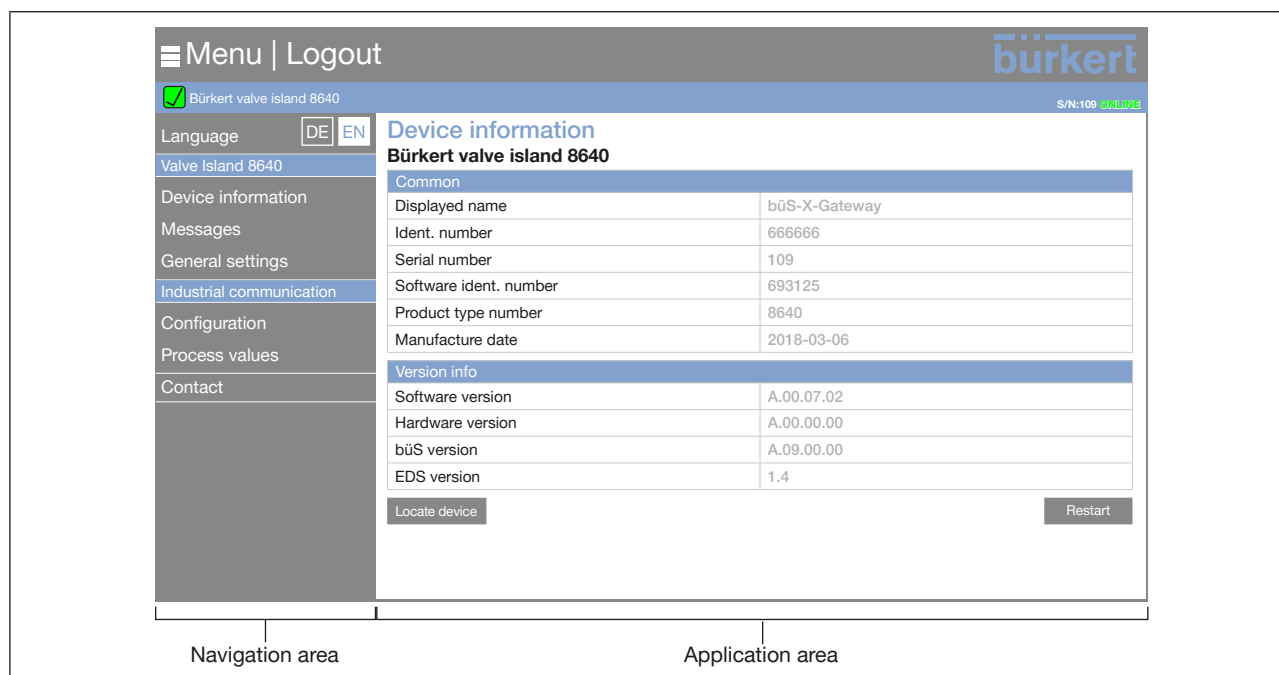 Menu | Logout
bürkert
Bürkert valve island 8640
S/N:109 ONLINE
Language DE EN
Valve Island 8640
Device information
Messages
General settings
Industrial communication
Configuration
Process values
Contact
Device information
Bürkert valve island 8640
Common
Displayed name büS-X-Gateway
Ident. number 666666
Serial number 109
Software ident. number 693125
Product type number 8640
Manufacture date 2018-03-06
Version info
Software version A.00.07.02
Hardware version A.00.00.00
büS version A.09.00.00
EDS version 1.4
Locate device Restart
Navigation area Application area